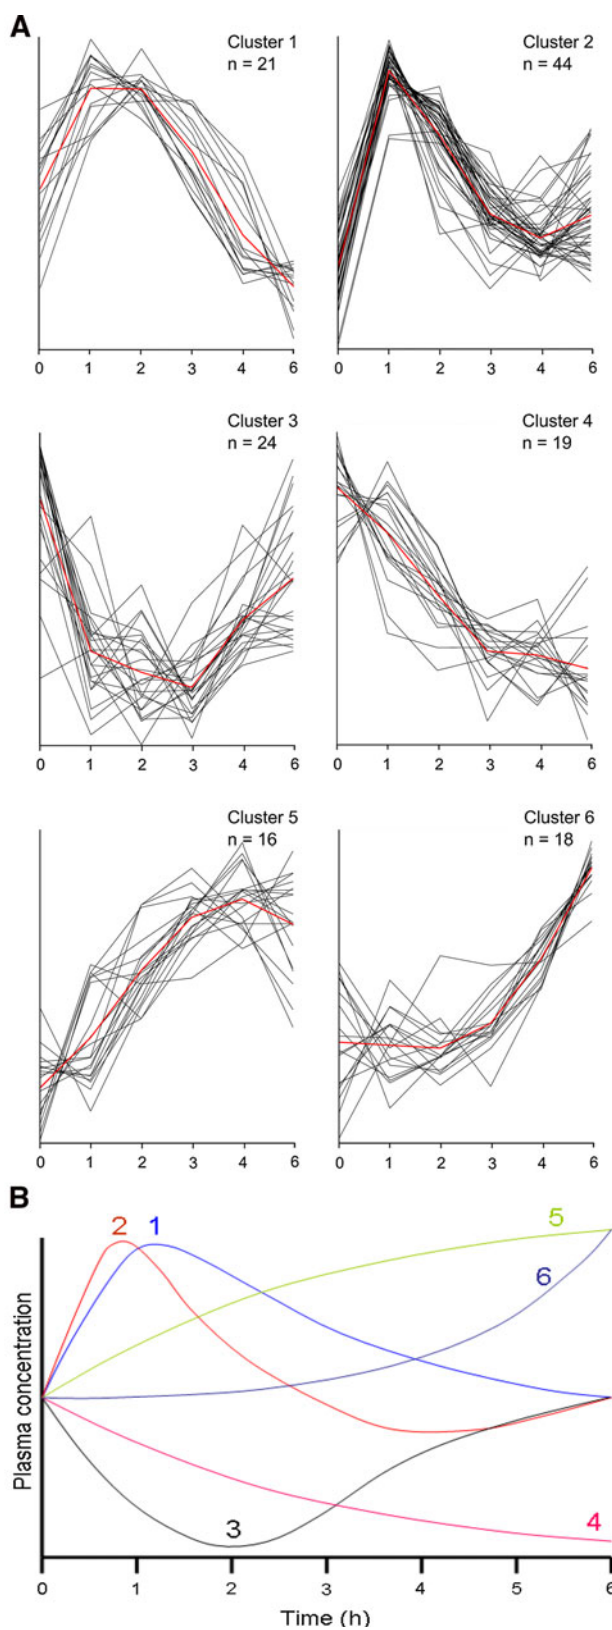 A
Cluster 1
n = 21
Cluster 2
n = 44
0 1 2 3 4 6
0 1 2 3 4 6
Cluster 3
n = 24
Cluster 4
n = 19
0 1 2 3 4 6
0 1 2 3 4 6
Cluster 5
n = 16
Cluster 6
n = 18
0 1 2 3 4 6
0 1 2 3 4 6
B
2 1 5
6
3 4
Plasma concentration
0 1 2 3 4 5 6
Time (h)